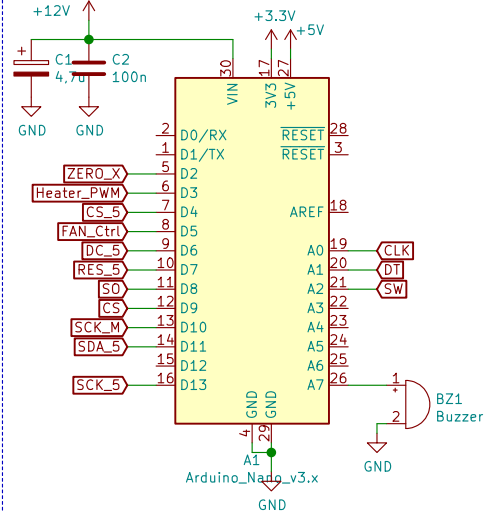 +12V
+3.3V
+5V
C1
4,7u
C2
100n
GND
GND
30
17
27
VIN
3V3
+5V
2 D0/RX
1 D1/TX
ZERO_X 5 D2
Heater_PWM 6 D3
CS_5 7 D4
FAN_Ctrl 8 D5
DC_5 9 D6
RES_5 10 D7
SO 11 D8
CS 12 D9
SCK_M 13 D10
SDA_5 14 D11
15 D12
SCK_5 16 D13
RESET 28
RESET 3
AREF 18
A0 19 CLK
A1 20 DT
A2 21 SW
A3 22
A4 23
A5 24
A6 25
A7 26
1
+
2
BZ1
Buzzer
GND
GND
GND
4
29
A1
Arduino_Nano_v3.x
GND